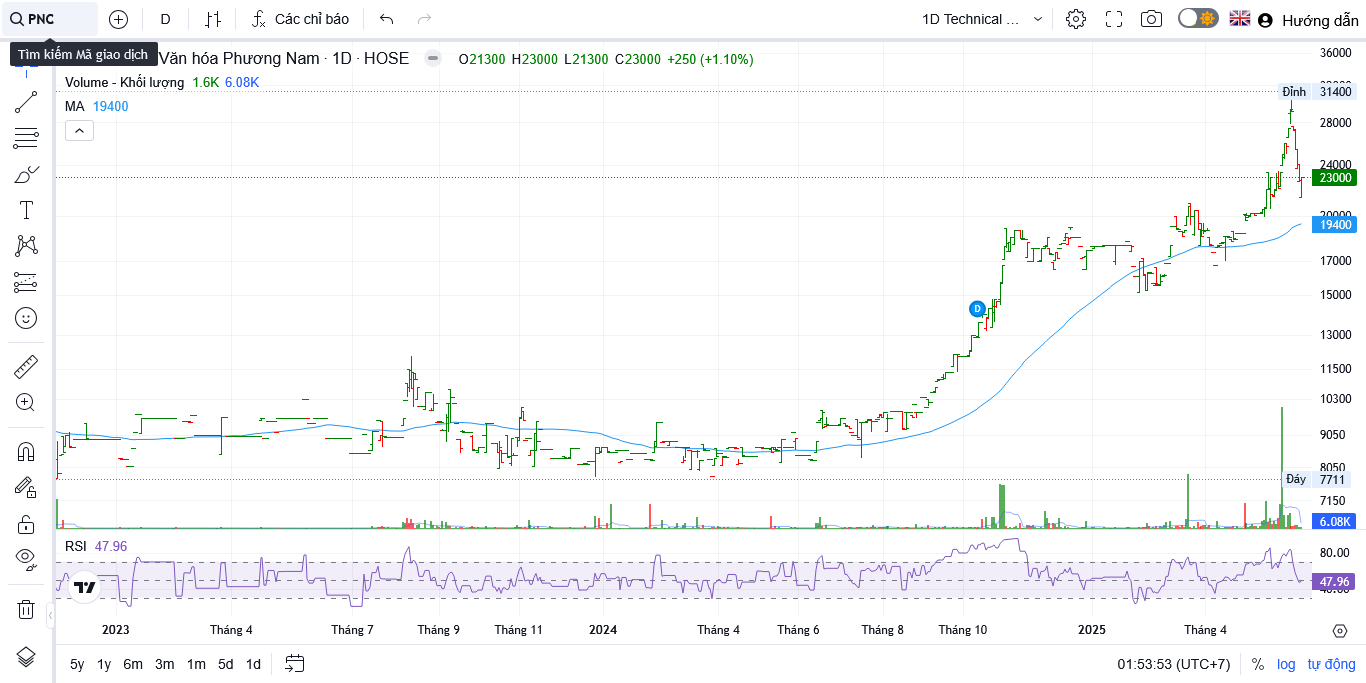 PNC
D
Các chỉ báo
1D Technical ...
Hướng dẫn
Tìm kiếm Mã giao dịch
Văn hóa Phương Nam · 1D · HOSE
O21300 H23000 L21300 C23000 +250 (+1.10%)
Volume - Khối lượng 1.6K 6.08K
MA 19400
36000
Đỉnh 31400
28000
24000
23000
20000
19400
17000
15000
D
13000
11500
10300
9050
8050
Đáy 7711
7150
6.08K
RSI 47.96
80.00
47.96
40.00
2023 Tháng 4 Tháng 7 Tháng 9 Tháng 11 2024 Tháng 4 Tháng 6 Tháng 8 Tháng 10 2025 Tháng 4
5y 1y 6m 3m 1m 5d 1d
01:53:53 (UTC+7) % log tự động